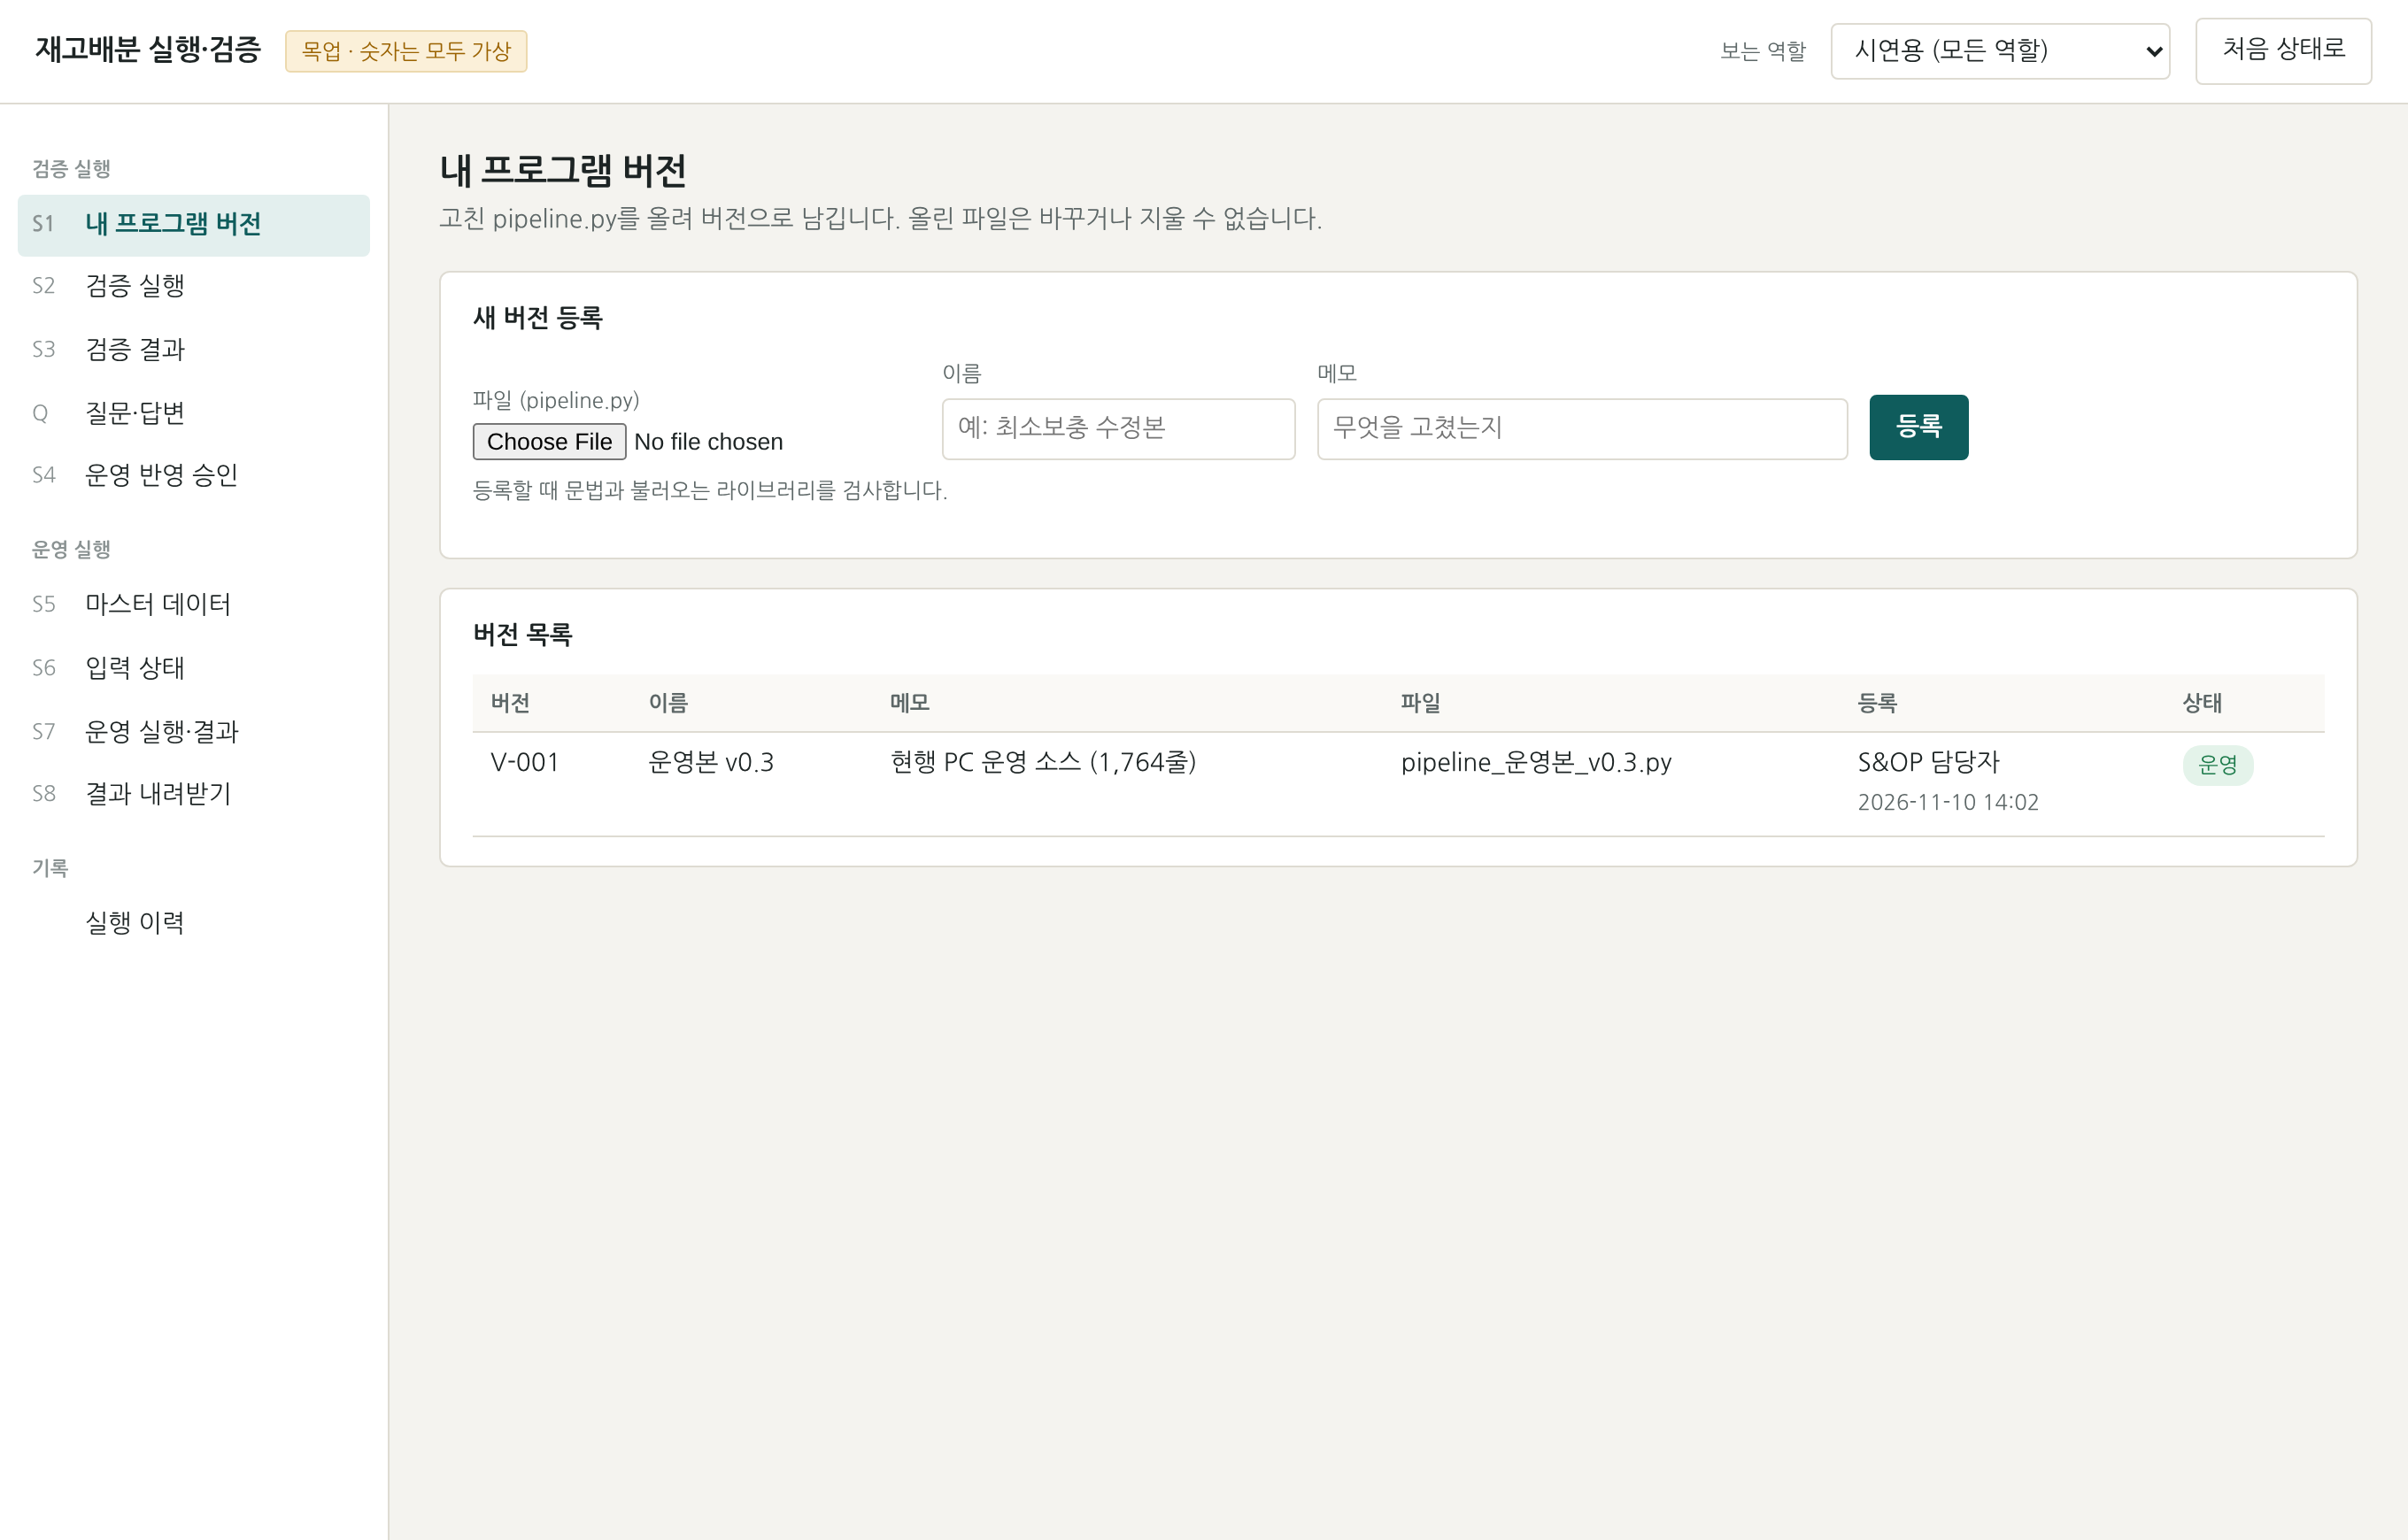 재고배분 실행·검증
목업 · 숫자는 모두 가상
보는 역할
시연용 (모든 역할)
처음 상태로
검증 실행
S1 내 프로그램 버전
S2 검증 실행
S3 검증 결과
Q 질문·답변
S4 운영 반영 승인
운영 실행
S5 마스터 데이터
S6 입력 상태
S7 운영 실행·결과
S8 결과 내려받기
기록
실행 이력
내 프로그램 버전
고친 pipeline.py를 올려 버전으로 남깁니다. 올린 파일은 바꾸거나 지울 수 없습니다.
새 버전 등록
파일 (pipeline.py)
Choose File No file chosen
이름
예: 최소보충 수정본
메모
무엇을 고쳤는지
등록
등록할 때 문법과 불러오는 라이브러리를 검사합니다.
버전 목록
버전 이름 메모 파일 등록 상태
V-001 운영본 v0.3 현행 PC 운영 소스 (1,764줄) pipeline_운영본_v0.3.py S&OP 담당자 운영
2026-11-10 14:02